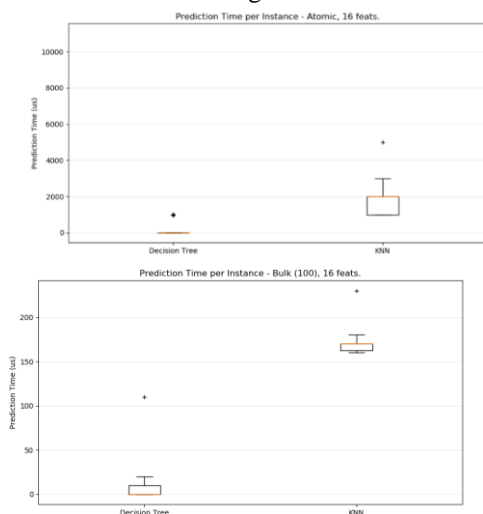 Prediction Time per Instance - Atomic, 16 feats.
10000
8000
6000
4000
2000
0
Prediction Time (us)
Decision Tree
KNN
Prediction Time per Instance - Bulk (100), 16 feats.
200
150
100
50
0
Prediction Time (us)
Decision Tree
KNN